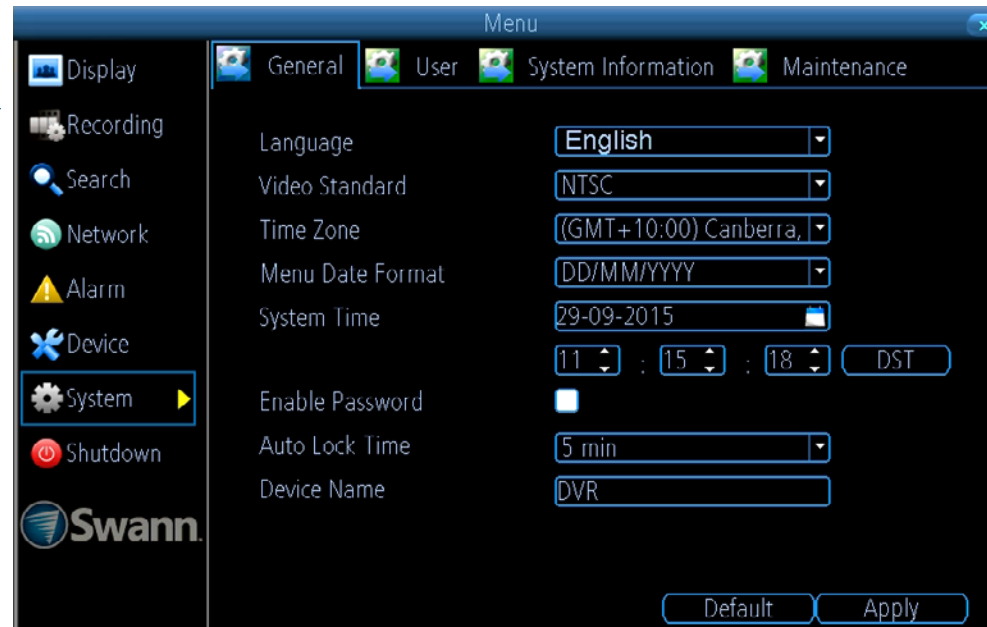 Menu
Display
Recording
Search
Network
Alarm
Device
System
Shutdown
Swann.
General User System Information Maintenance
Language English
Video Standard NTSC
Time Zone (GMT+10:00) Canberra,
Menu Date Format DD/MM/YYYY
System Time 29-09-2015
11 : 15 : 18 DST
Enable Password
Auto Lock Time 5 min
Device Name DVR
Default Apply